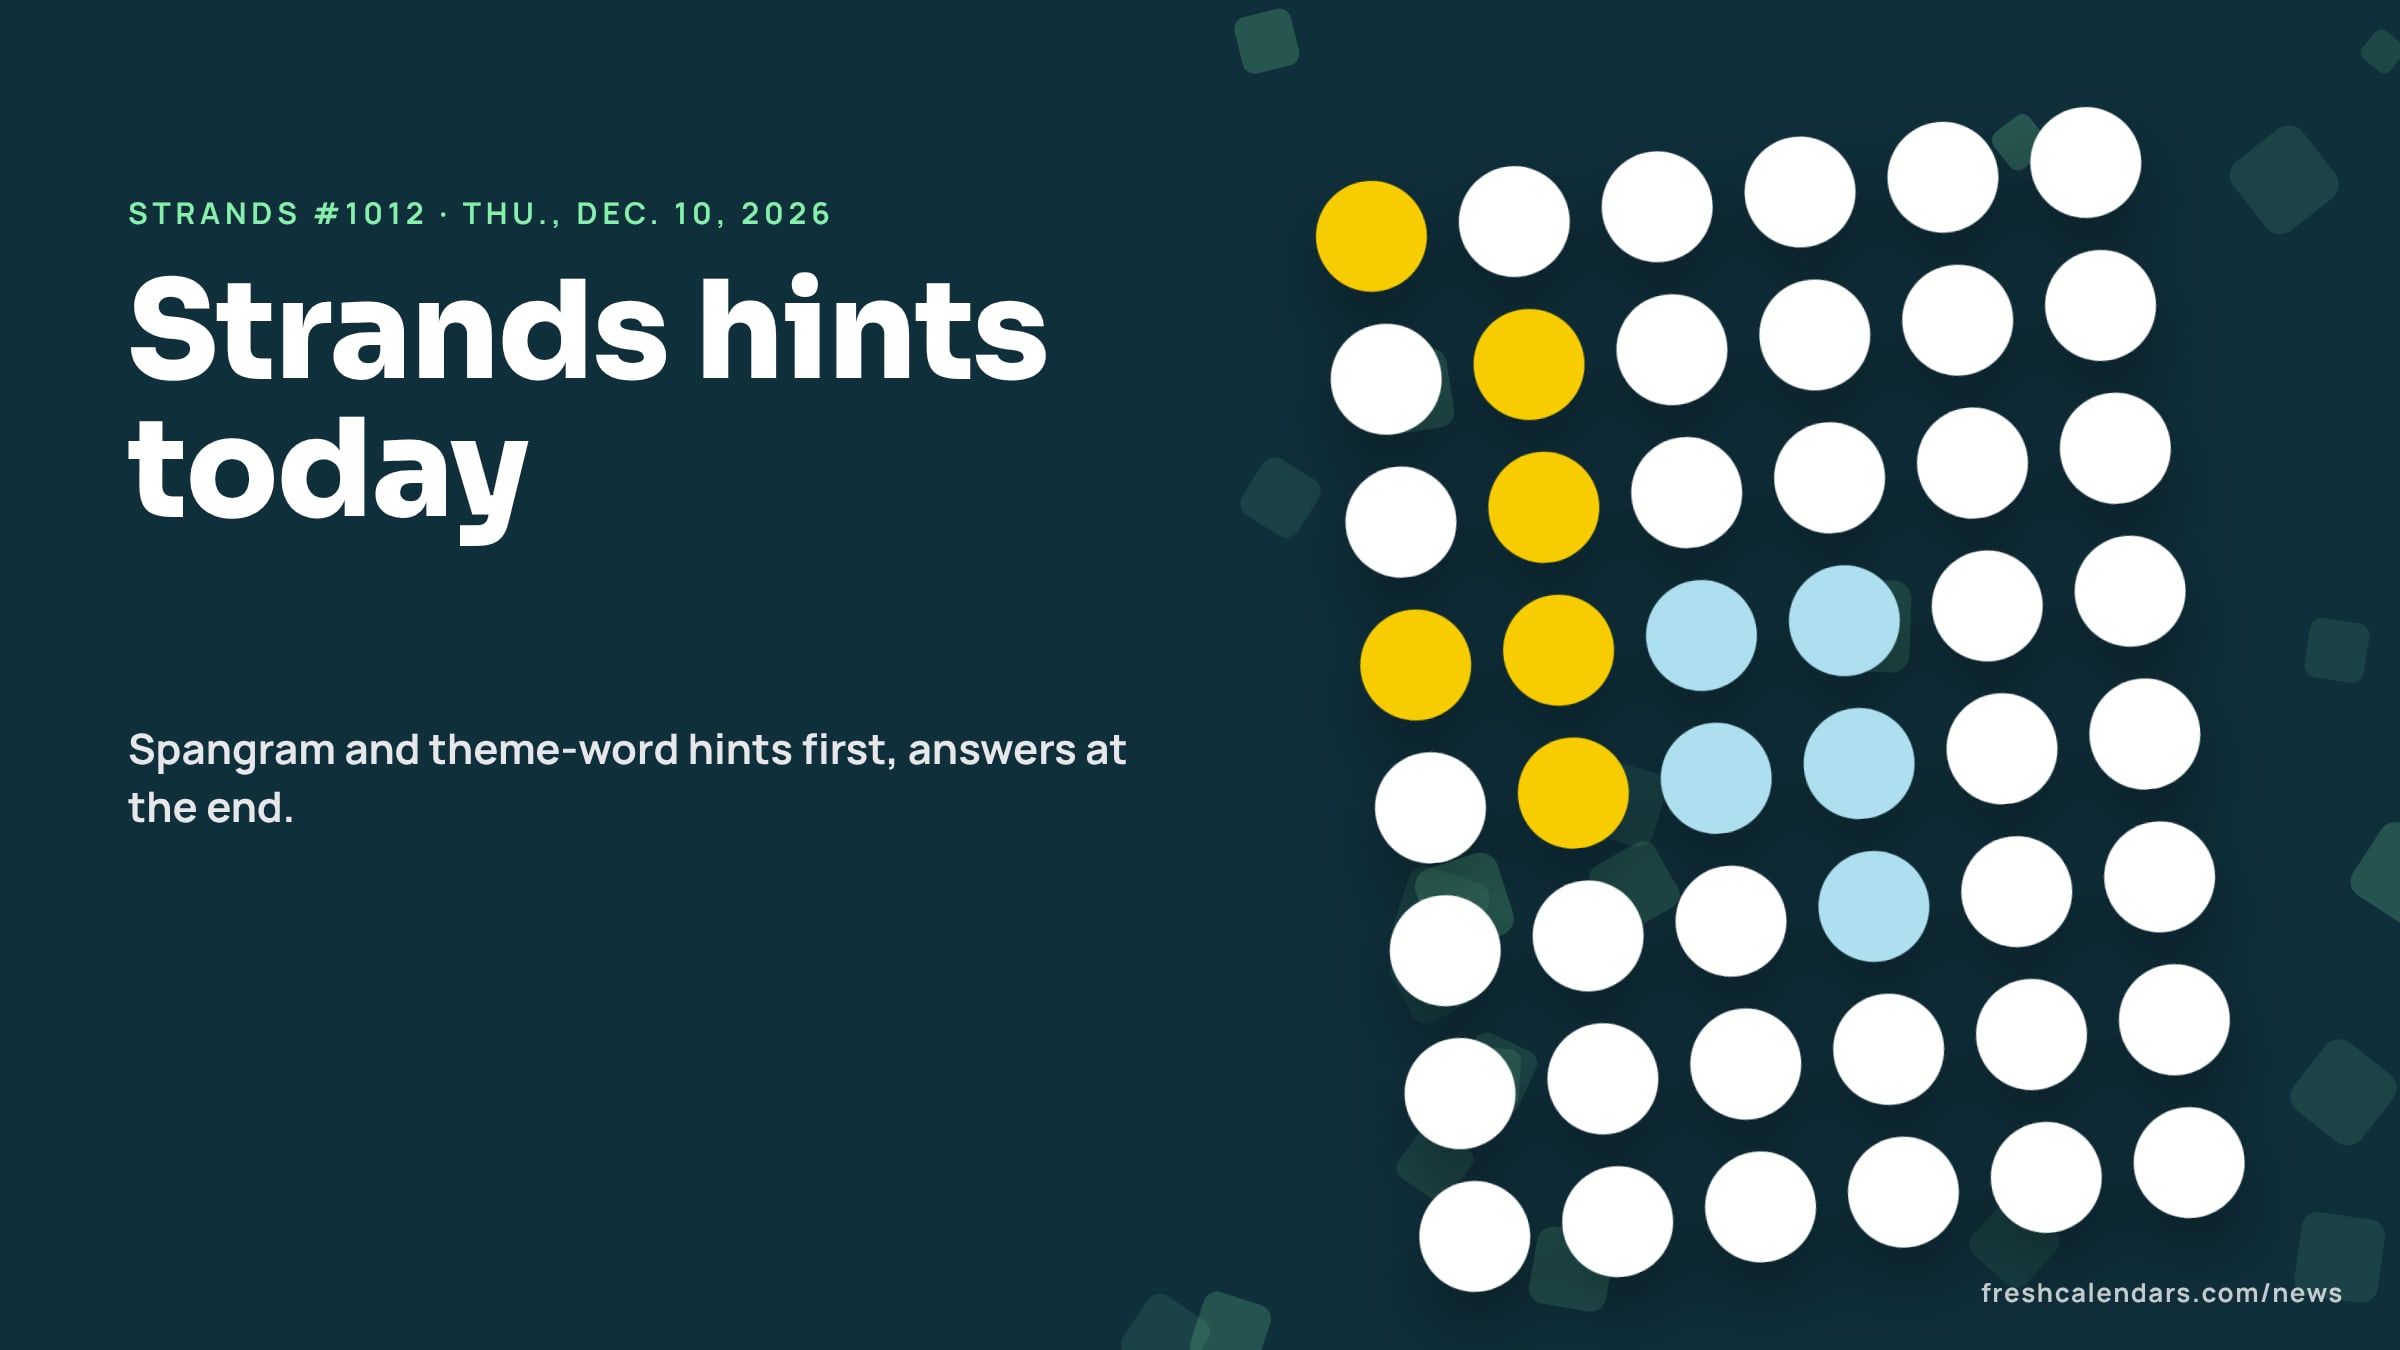 STRANDS #1012 · THU., DEC. 10, 2026
Strands hints
today
Spangram and theme-word hints first, answers at
the end.
freshcalendars.com/news